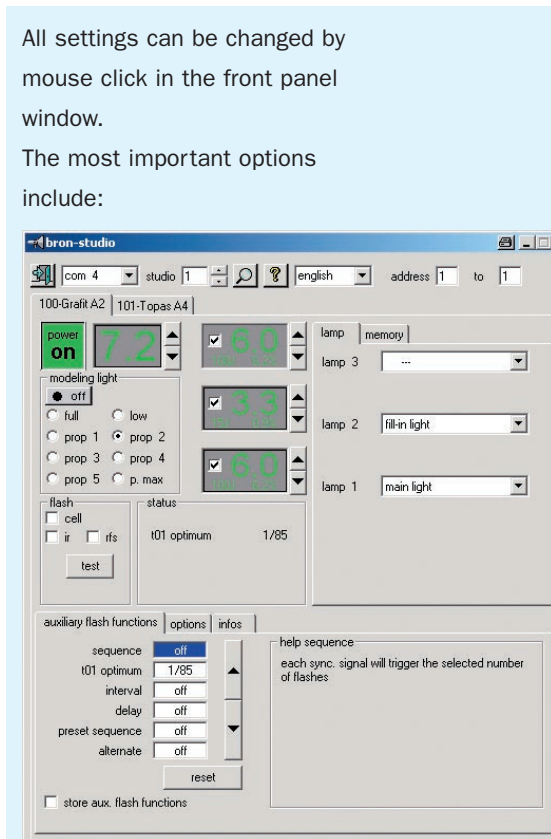 All settings can be changed by
mouse click in the front panel
window.
The most important options
include:
bron-studio
com 4 studio 1 english address 1 to 1
100-Grafit A2 101-Topas A4
power
on
7.2
6.0
lamp memory
lamp 3 ---
modeling light
off
full low
prop 1 prop 2
prop 3 prop 4
prop 5 p. max
3.3
lamp 2 fill-in light
6.0
lamp 1 main light
flash
cell
ir rfs
test
status
t01 optimum 1/85
auxiliary flash functions options infos
sequence off
t01 optimum 1/85
interval off
delay off
preset sequence off
alternate off
reset
store aux. flash functions
help sequence
each sync. signal will trigger the selected number
of flashes